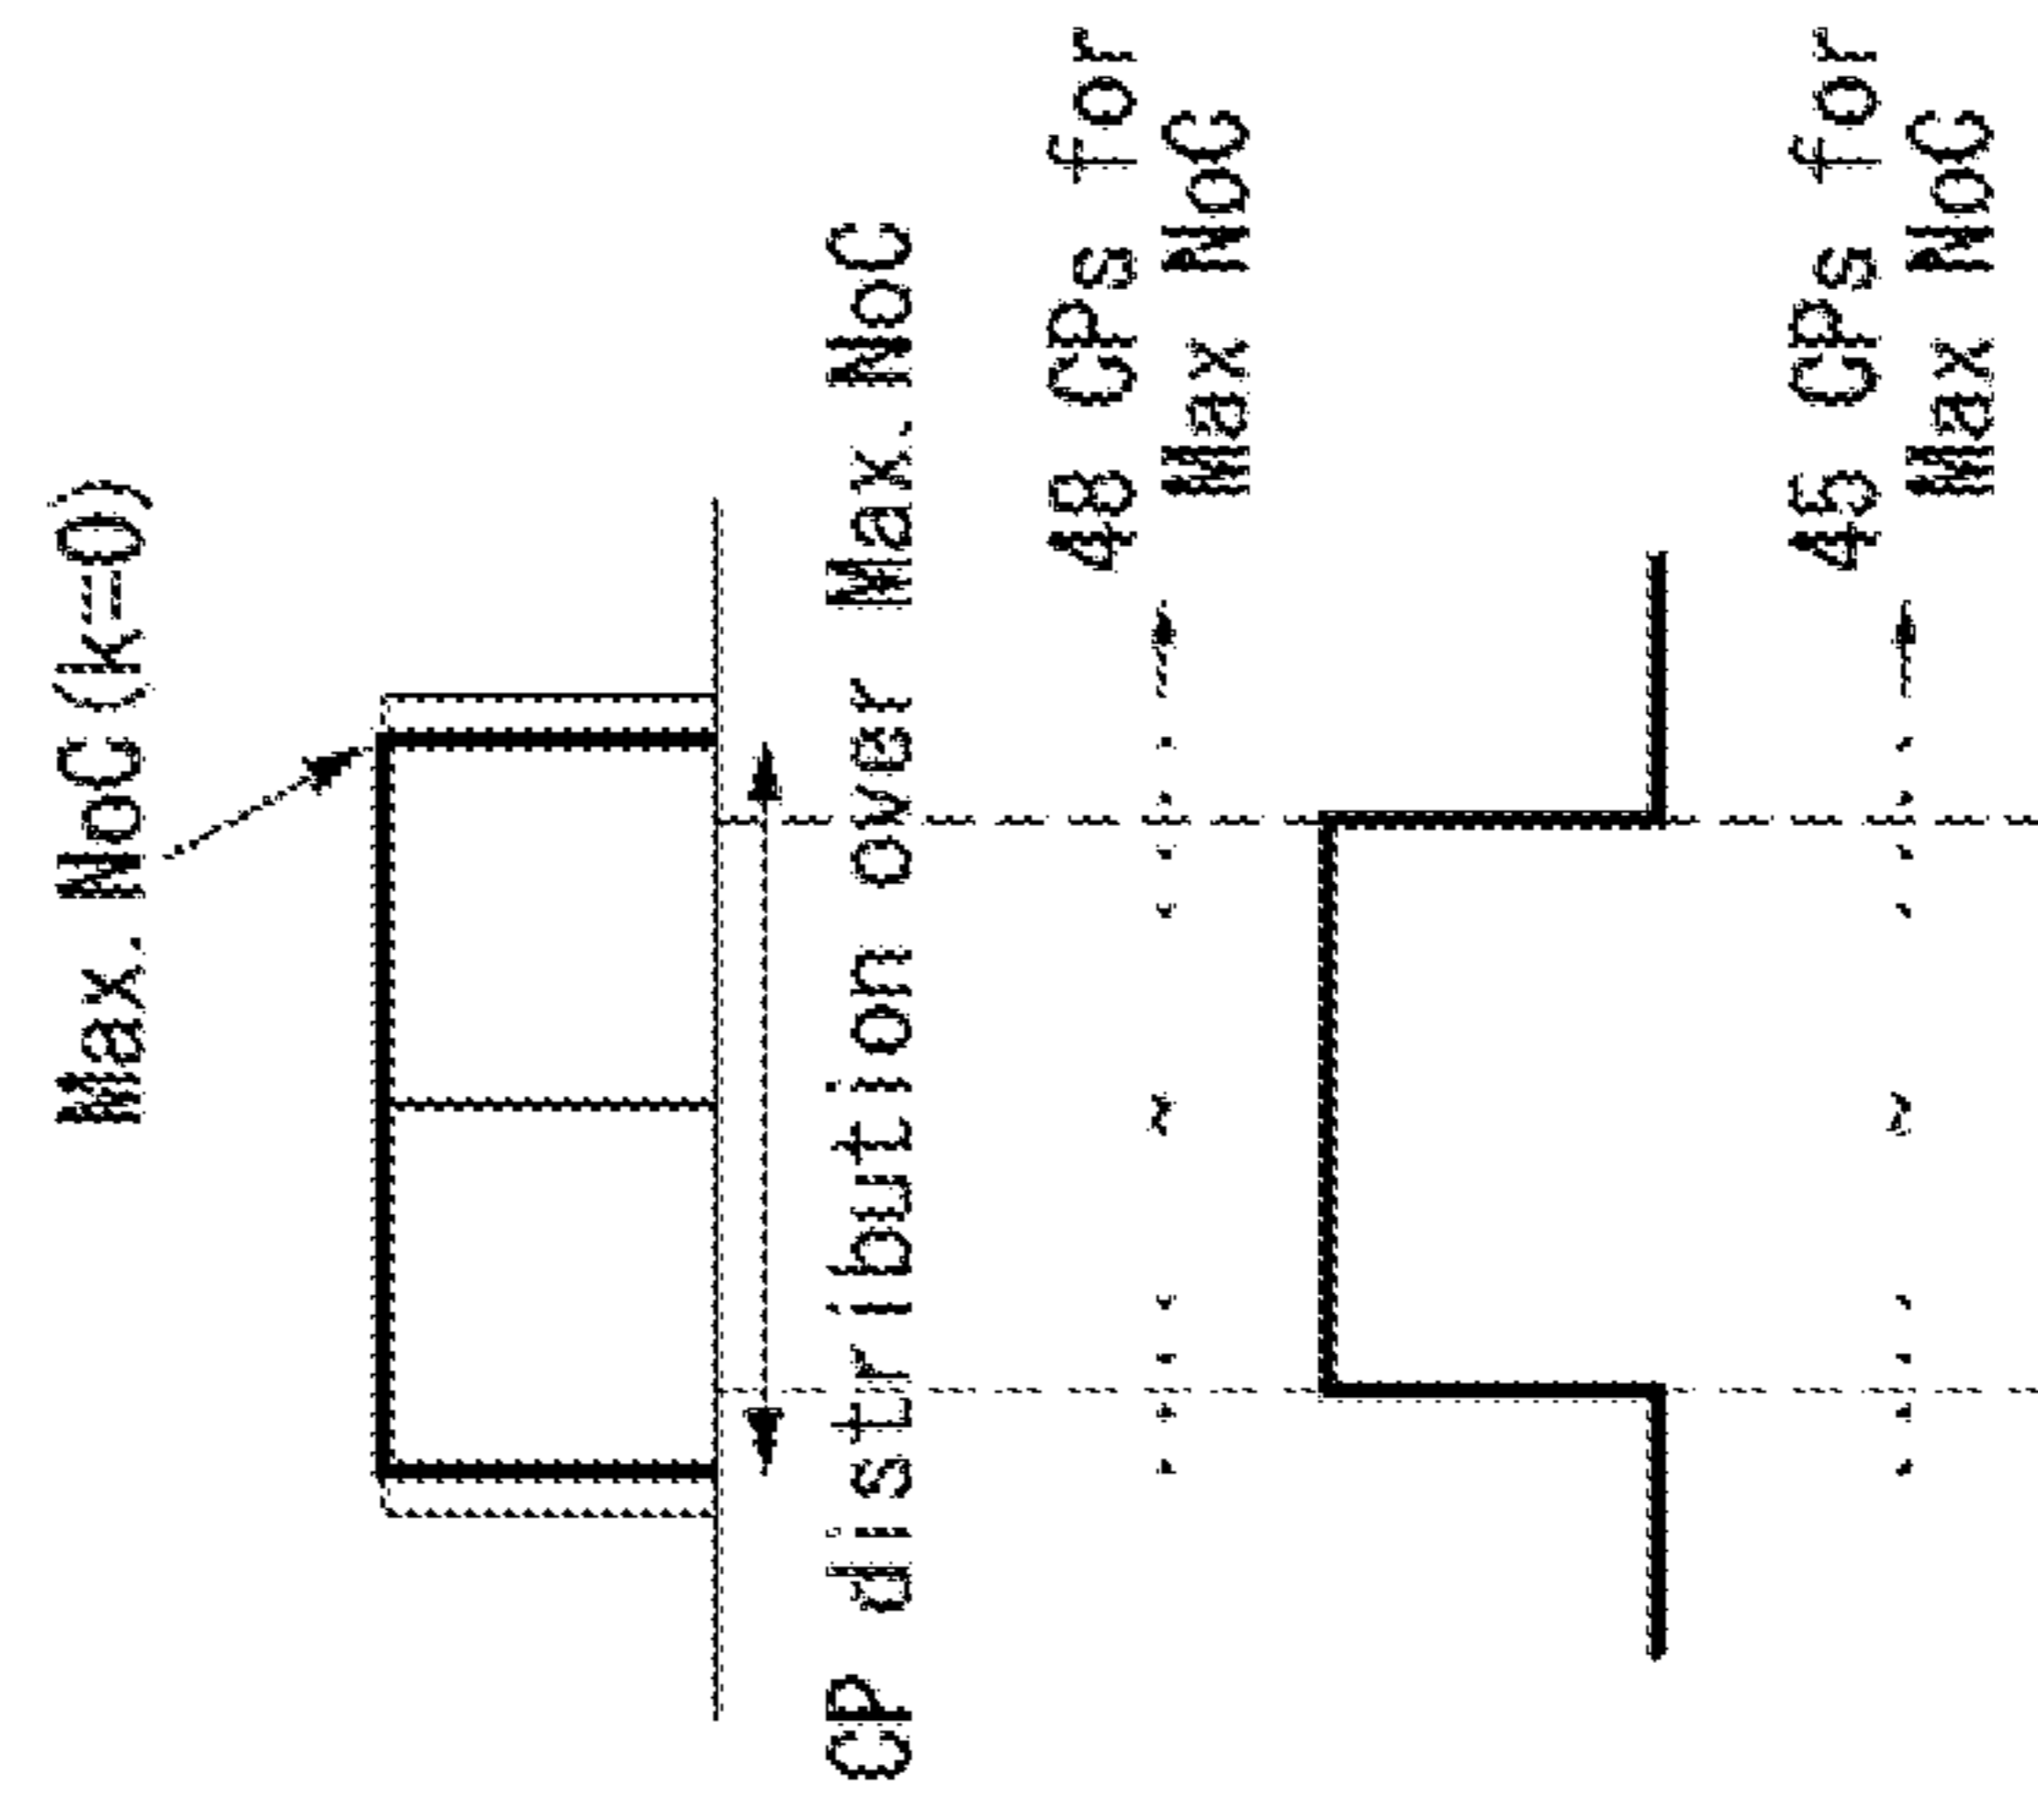 Max. NoC(k=0)
CP distribution over Max. NoC
48 CPs for
Max NoC
45 CPs for
Max NoC